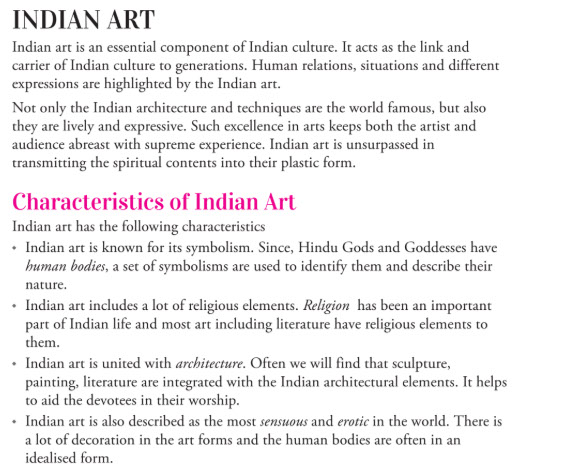 INDIAN ART
Indian art is an essential component of Indian culture. It acts as the link and
carrier of Indian culture to generations. Human relations, situations and different
expressions are highlighted by the Indian art.
Not only the Indian architecture and techniques are the world famous, but also
they are lively and expressive. Such excellence in arts keeps both the artist and
audience abreast with supreme experience. Indian art is unsurpassed in
transmitting the spiritual contents into their plastic form.
Characteristics of Indian Art
Indian art has the following characteristics
• Indian art is known for its symbolism. Since, Hindu Gods and Goddesses have
human bodies, a set of symbolisms are used to identify them and describe their
nature.
• Indian art includes a lot of religious elements. Religion has been an important
part of Indian life and most art including literature have religious elements to
them.
• Indian art is united with architecture. Often we will find that sculpture,
painting, literature are integrated with the Indian architectural elements. It helps
to aid the devotees in their worship.
• Indian art is also described as the most sensuous and erotic in the world. There is
a lot of decoration in the art forms and the human bodies are often in an
idealised form.